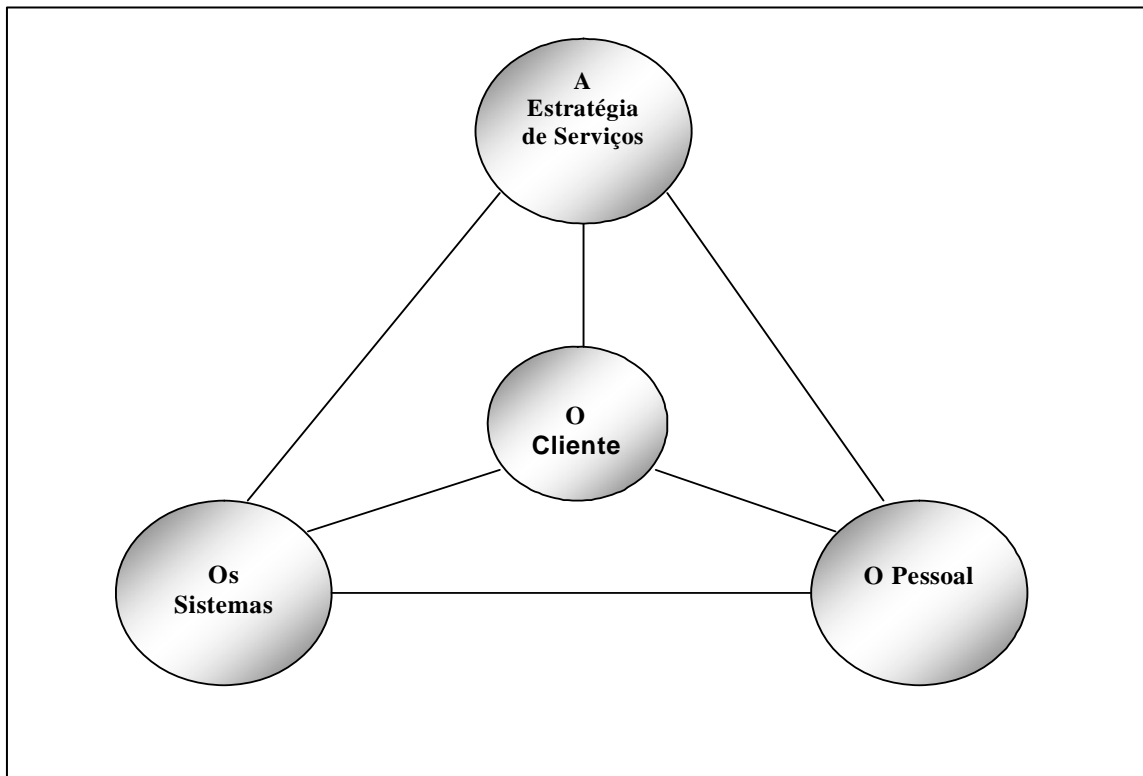 A
Estratégia
de Serviços
O
Cliente
Os
Sistemas
O Pessoal